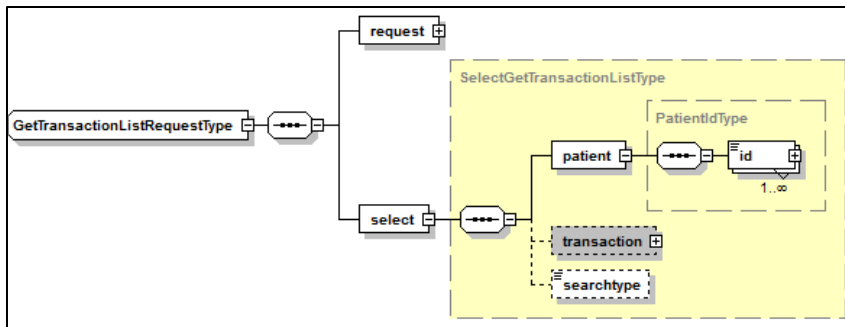 request
SelectGetTransactionListType
PatientIdType
GetTransactionListRequestType
patient
id
1..∞
select
transaction
searchtype